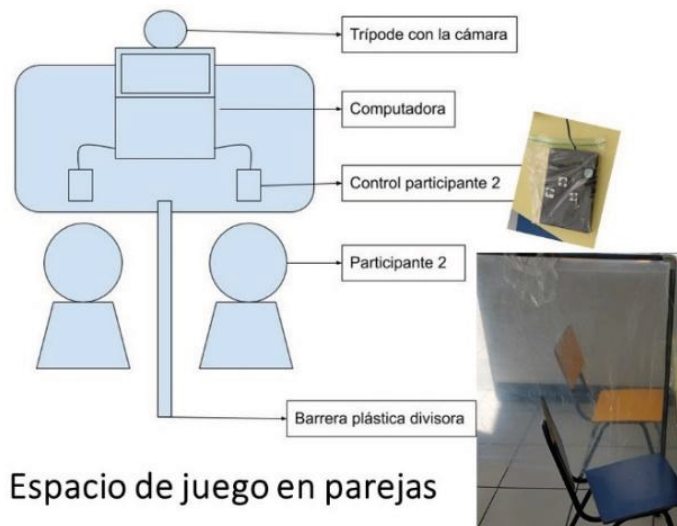 Trípode con la cámara
Computadora
Control participante 2
Participante 2
Barrera plástica divisora
Espacio de juego en parejas